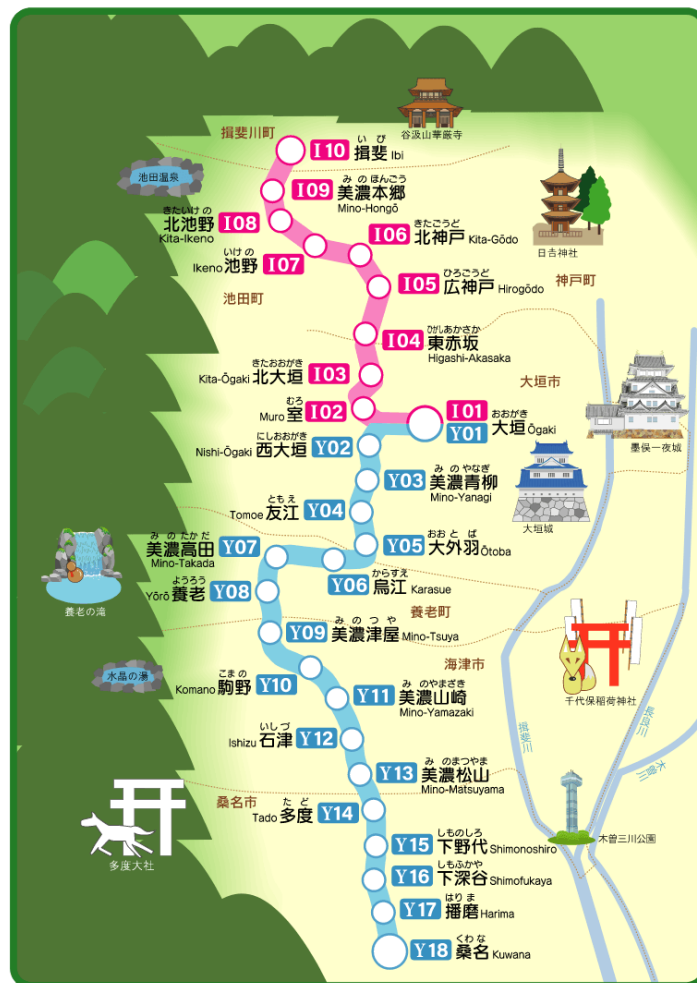 谷汲山華厳寺
揖斐川町
いび
I10 揖斐 Ibi
池田温泉
みのほんごう
I09 美濃本郷
Mino-Hongō
日吉神社
きたいけの
北池野 I08
Kita-Ikeno
きたごうど
I06 北神戸 Kita-Gōdo
いけの
Ikeno 池野 I07
ひろごうど
I05 広神戸 Hirogōdo
神戸町
池田町
ひがしあかさか
I04 東赤坂
Higashi-Akasaka
きたおおがき
Kita-Ōgaki 北大垣 I03
大垣市
むろ
Muro 室 I02
I01
おおがき
Y01 大垣 Ōgaki
墨俣一夜城
にしおおがき
Nishi-Ōgaki 西大垣 Y02
みのやなぎ
Y03 美濃青柳
Mino-Yanagi
ともえ
Tomoe 友江 Y04
大垣城
おおとば
Y05 大外羽 Ōtoba
みのたかだ
美濃高田 Y07
Mino-Takada
からすえ
Y06 烏江 Karasue
ようろう
Yōrō 養老 Y08
養老の滝
養老町
みのつや
Y09 美濃津屋 Mino-Tsuya
海津市
こまの
Komano 駒野 Y10
水晶の湯
千代保稲荷神社
みのやまざき
Y11 美濃山崎
Mino-Yamazaki
いしづ
Ishizu 石津 Y12
揖斐川
長良川
木曽川
みのまつやま
Y13 美濃松山
Mino-Matsuyama
桑名市
たど
Tado 多度 Y14
多度大社
木曽三川公園
しものしろ
Y15 下野代 Shimonoshiro
しもふかや
Y16 下深谷 Shimofukaya
はりま
Y17 播磨 Harima
くわな
Y18 桑名 Kuwana